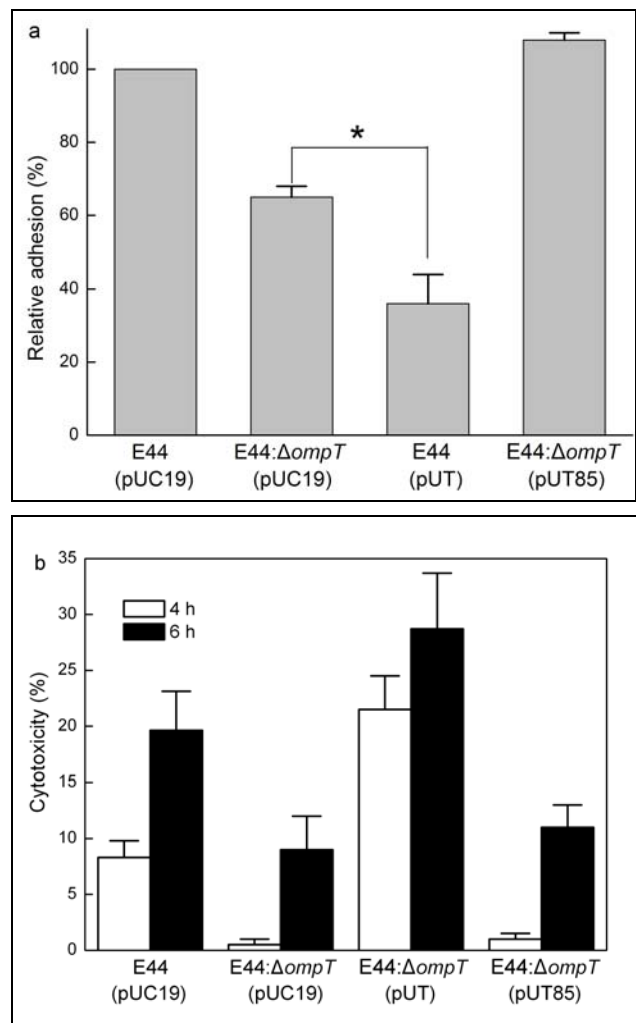 a
100
80
60
40
20
0
Relative adhesion (%)
*
E44 E44:ΔompT E44 E44:ΔompT
(pUC19) (pUC19) (pUT) (pUT85)
b
35
30
25
20
15
10
5
0
Cytotoxicity (%)
4 h
6 h
E44 E44:ΔompT E44:ΔompT E44:ΔompT
(pUC19) (pUC19) (pUT) (pUT85)